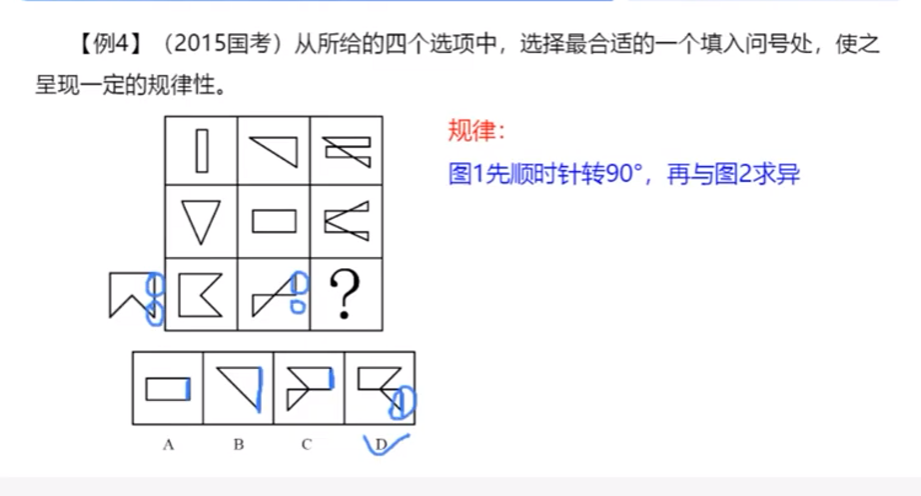 【例4】（2015国考）从所给的四个选项中，选择最合适的一个填入问号处，使之
呈现一定的规律性。
规律：
图1先顺时针转90°，再与图2求异
?
A B C D